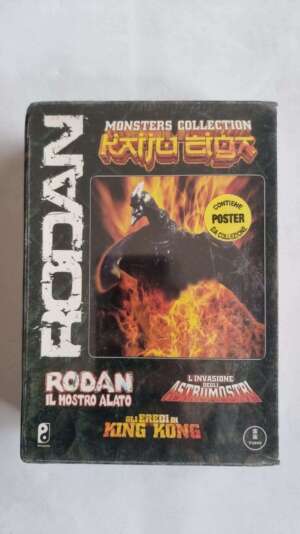 RODAN
MONSTERS COLLECTION
KAIJU EIGA
CONTIENE
POSTER
DA COLLEZIONE
RODAN
IL MOSTRO ALATO
L'INVASIONE
DEGLI
ASTROMOSTRI
GLI EREDI DI
KING KONG